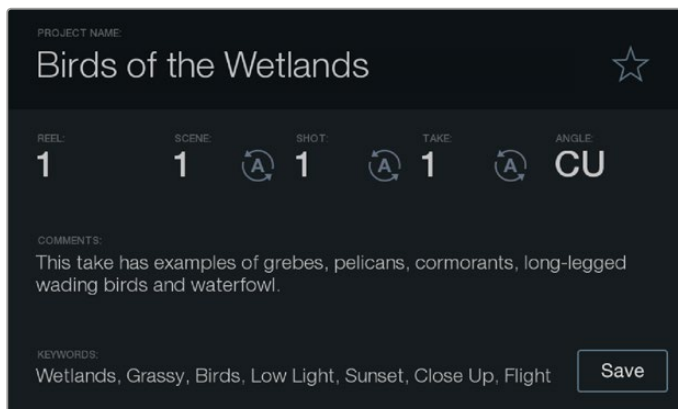 PROJECT NAME:
Birds of the Wetlands
REEL: SCENE: SHOT: TAKE: ANGLE:
1 1 A 1 A 1 A CU
COMMENTS:
This take has examples of grebes, pelicans, cormorants, long-legged
wading birds and waterfowl.
KEYWORDS:
Wetlands, Grassy, Birds, Low Light, Sunset, Close Up, Flight
Save